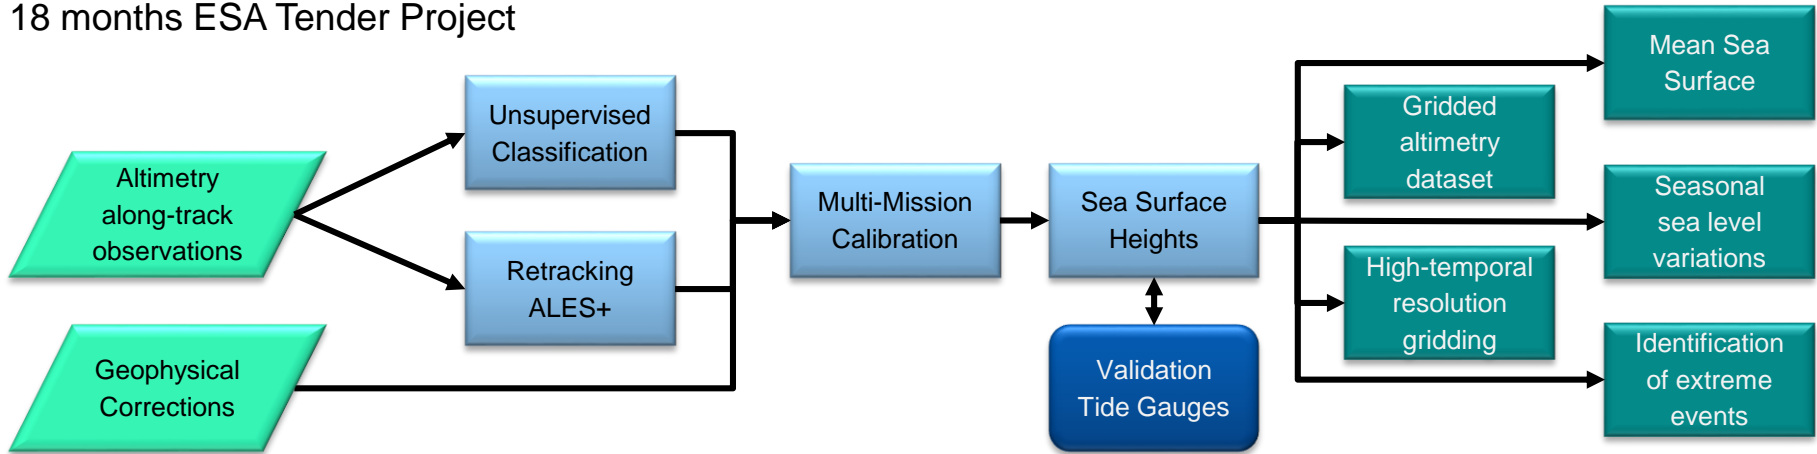 18 months ESA Tender Project
Altimetry
along-track
observations
Geophysical
Corrections
Unsupervised
Classification
Retracking
ALES+
Multi-Mission
Calibration
Sea Surface
Heights
Validation
Tide Gauges
Mean Sea
Surface
Gridded
altimetry
dataset
Seasonal
sea level
variations
High-temporal
resolution
gridding
Identification
of extreme
events